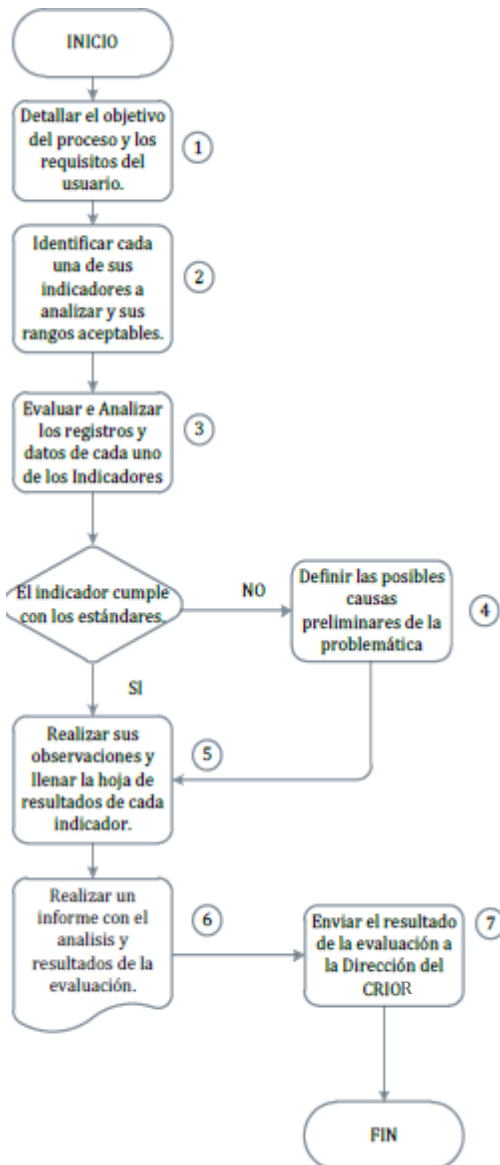 INICIO
Detallar el objetivo
del proceso y los
requisitos del
usuario.
1
Identificar cada
una de sus
indicadores a
analizar y sus
rangos aceptables.
2
Evaluar e Analizar
los registros y
datos de cada uno
de los Indicadores
3
El indicador cumple
con los estándares.
NO
Definir las posibles
causas
preliminares de la
problemática
4
SI
Realizar sus
observaciones y
llenar la hoja de
resultados de cada
indicador.
5
Realizar un
informe con el
analisis y
resultados de la
evaluación.
6
Enviar el resultado
de la evaluación a
la Dirección del
CRIOR
7
FIN